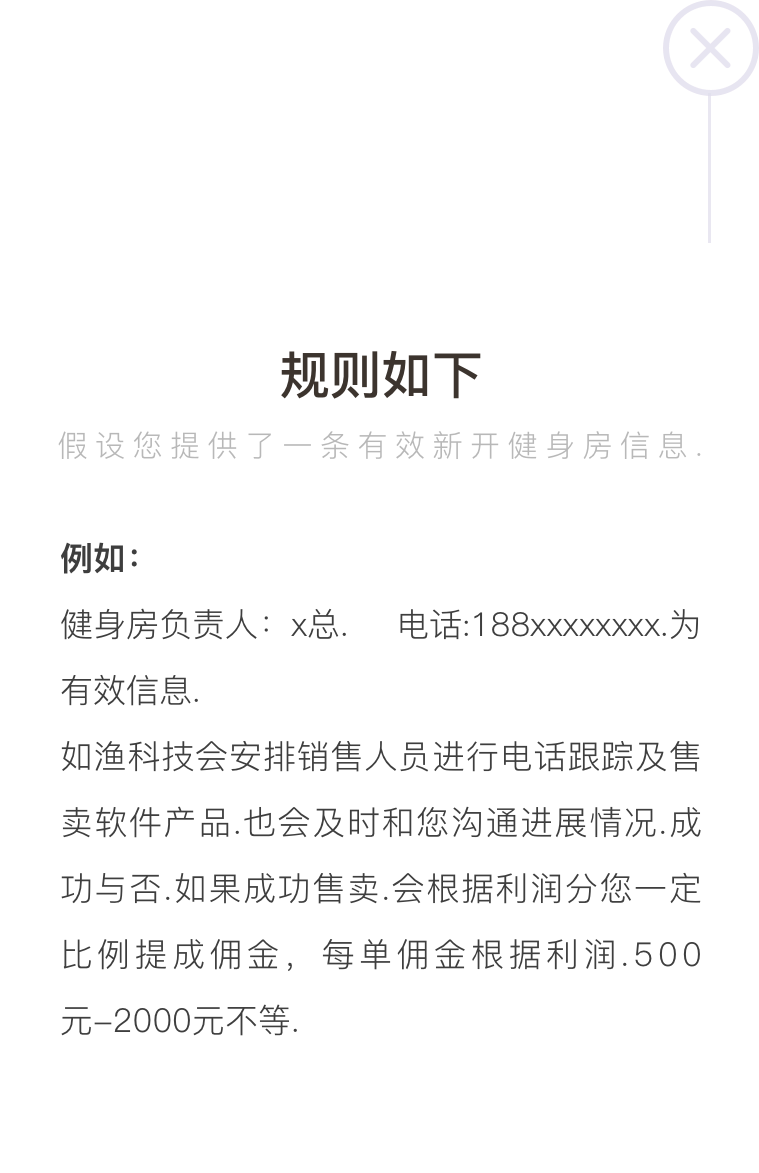 规则如下
假设您提供了一条有效新开健身房信息.
例如：
健身房负责人：x总. 电话:188xxxxxxxx.为
有效信息.
如渔科技会安排销售人员进行电话跟踪及售
卖软件产品.也会及时和您沟通进展情况.成
功与否.如果成功售卖.会根据利润分您一定
比例提成佣金，每单佣金根据利润.500
元-2000元不等.